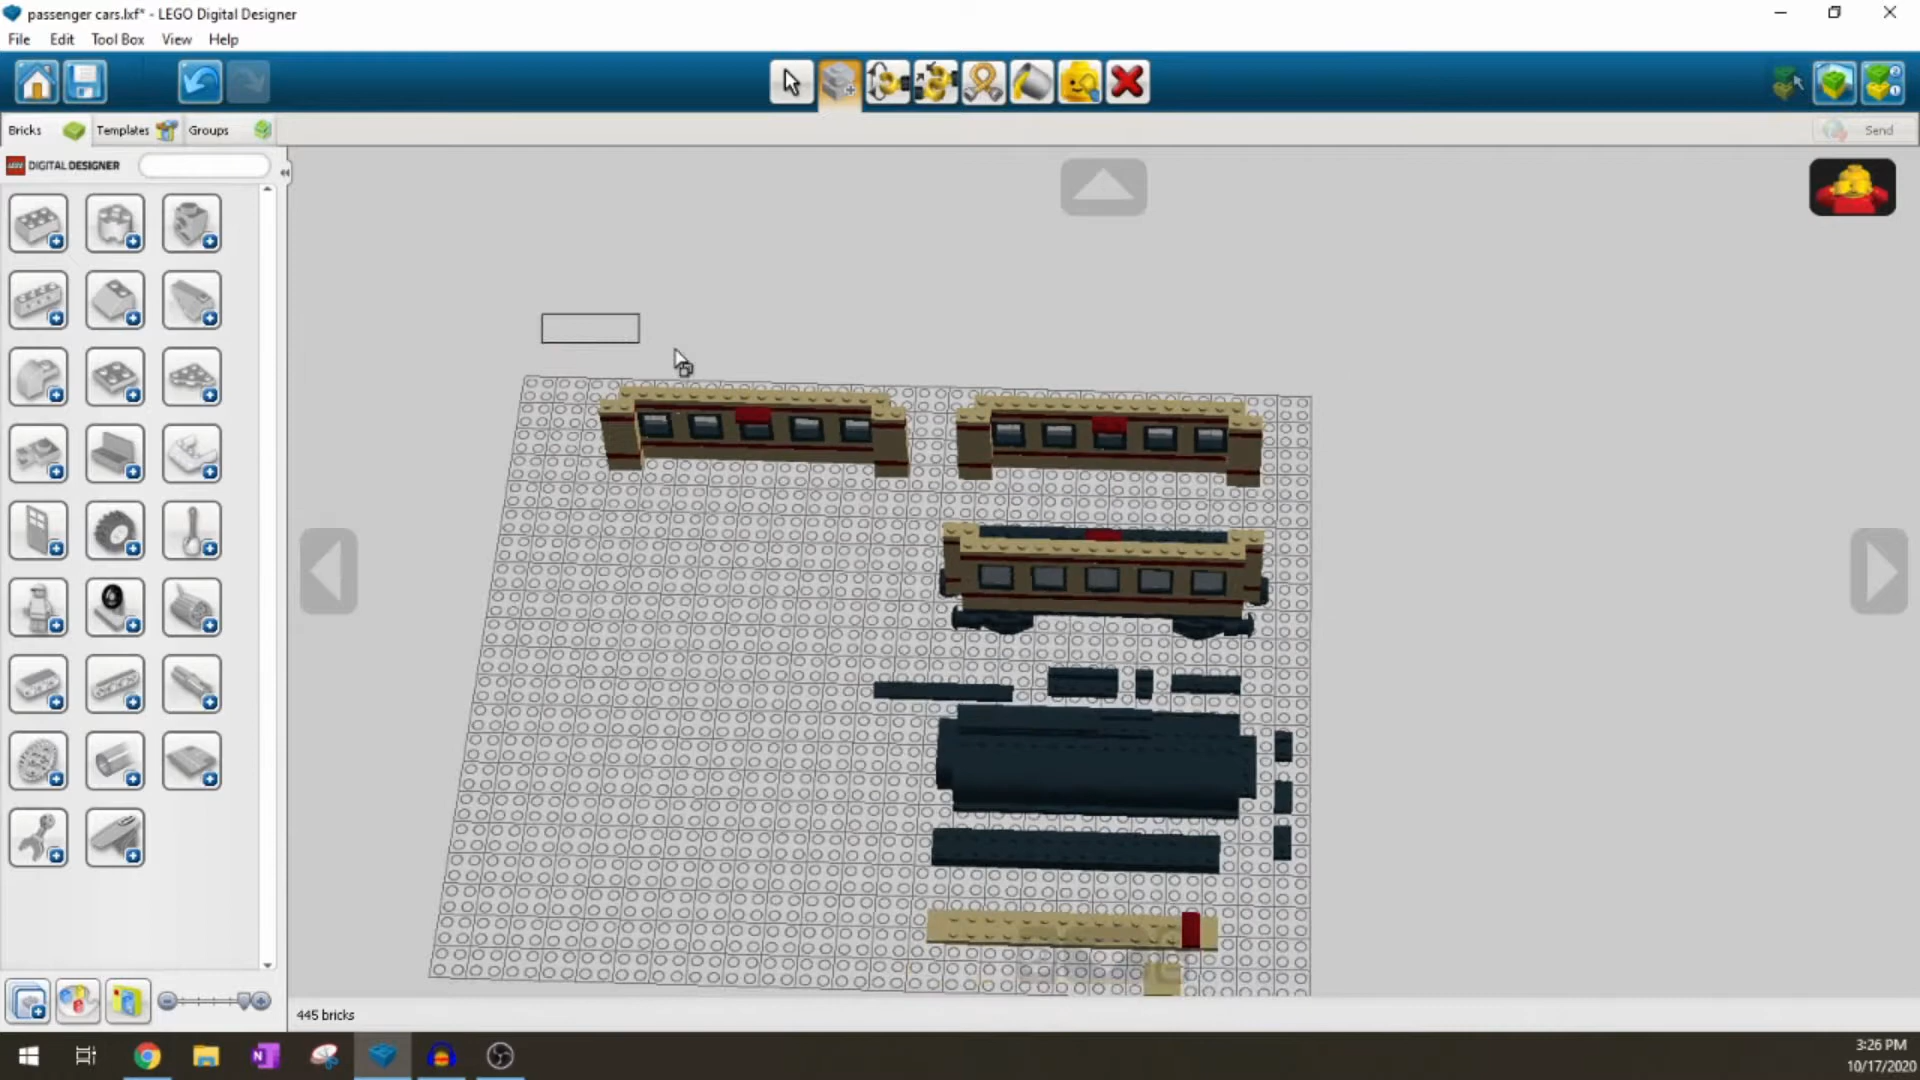 passenger cars.lxf* - LEGO Digital Designer
File Edit Tool Box View Help
Bricks Templates Groups
Send
LEGO DIGITAL DESIGNER
445 bricks
3:26 PM
10/17/2020